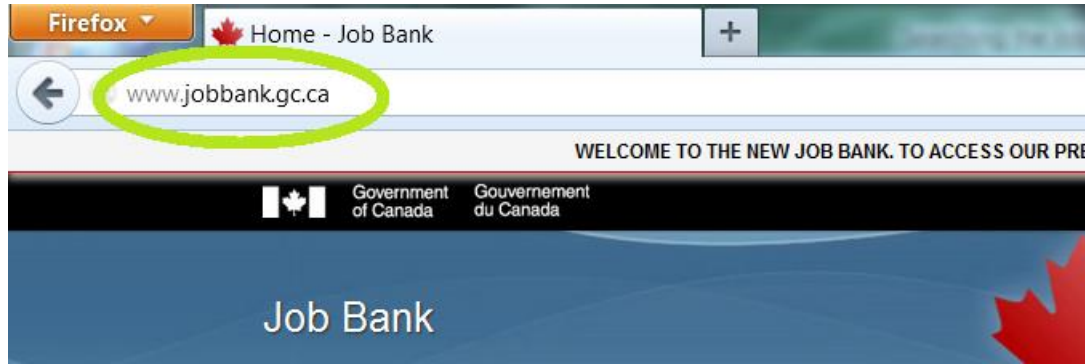 Firefox
Home - Job Bank
www.jobbank.gc.ca
WELCOME TO THE NEW JOB BANK. TO ACCESS OUR
Government of Canada
Gouvernement du Canada
Job Bank